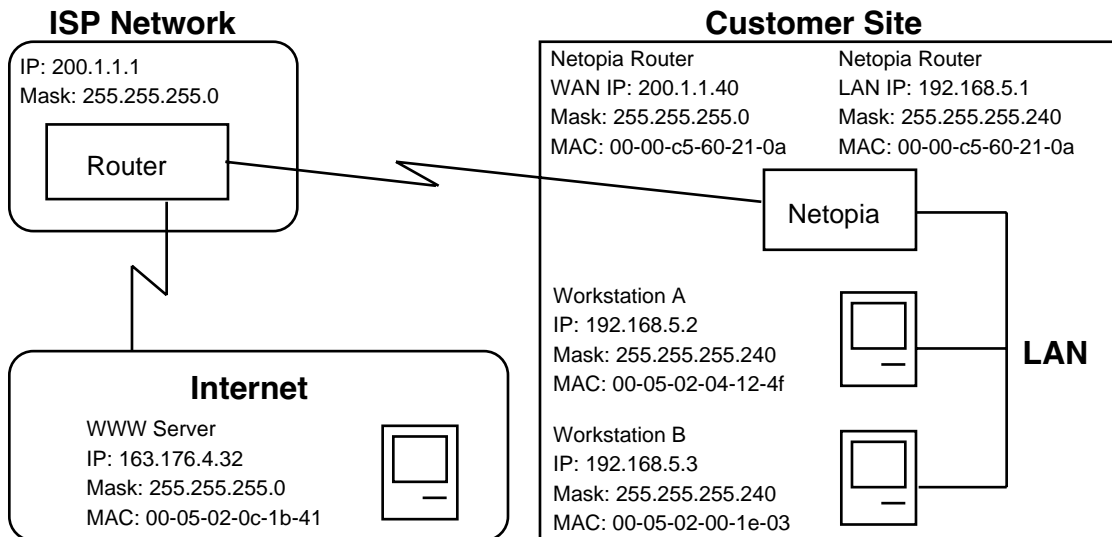 ISP Network
IP: 200.1.1.1
Mask: 255.255.255.0
Router
Customer Site
Netopia Router
WAN IP: 200.1.1.40
Mask: 255.255.255.0
MAC: 00-00-c5-60-21-0a
Netopia Router
LAN IP: 192.168.5.1
Mask: 255.255.255.240
MAC: 00-00-c5-60-21-0a
Netopia
Workstation A
IP: 192.168.5.2
Mask: 255.255.255.240
MAC: 00-05-02-04-12-4f
LAN
Workstation B
IP: 192.168.5.3
Mask: 255.255.255.240
MAC: 00-05-02-00-1e-03
Internet
WWW Server
IP: 163.176.4.32
Mask: 255.255.255.0
MAC: 00-05-02-0c-1b-41